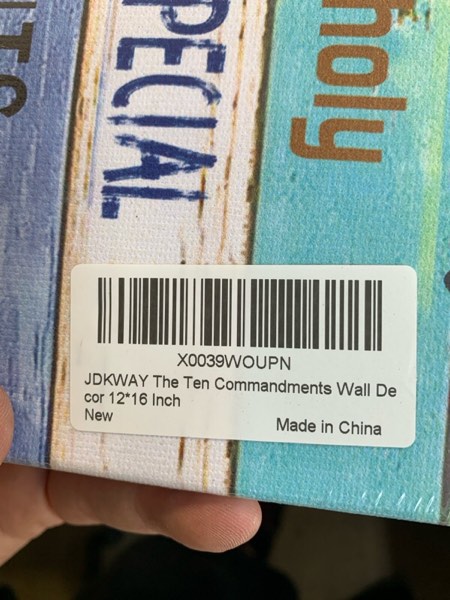 SPECIAL
holy
X0039WOUPN
JDKWAY The Ten Commandments Wall De
cor 12*16 Inch
New
Made in China